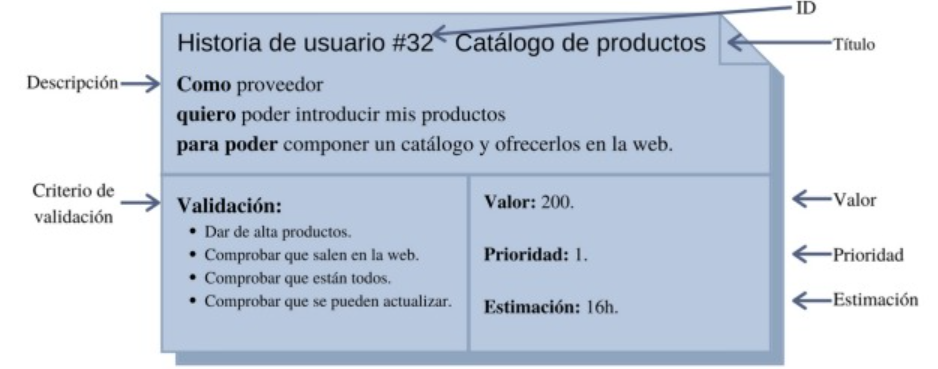 ID
Historia de usuario #32 Catálogo de productos
Título
Descripción
Como proveedor
quiero poder introducir mis productos
para poder componer un catálogo y ofrecerlos en la web.
Criterio de
validación
Validación:
• Dar de alta productos.
• Comprobar que salen en la web.
• Comprobar que están todos.
• Comprobar que se pueden actualizar.
Valor: 200.
Prioridad: 1.
Estimación: 16h.
Valor
Prioridad
Estimación